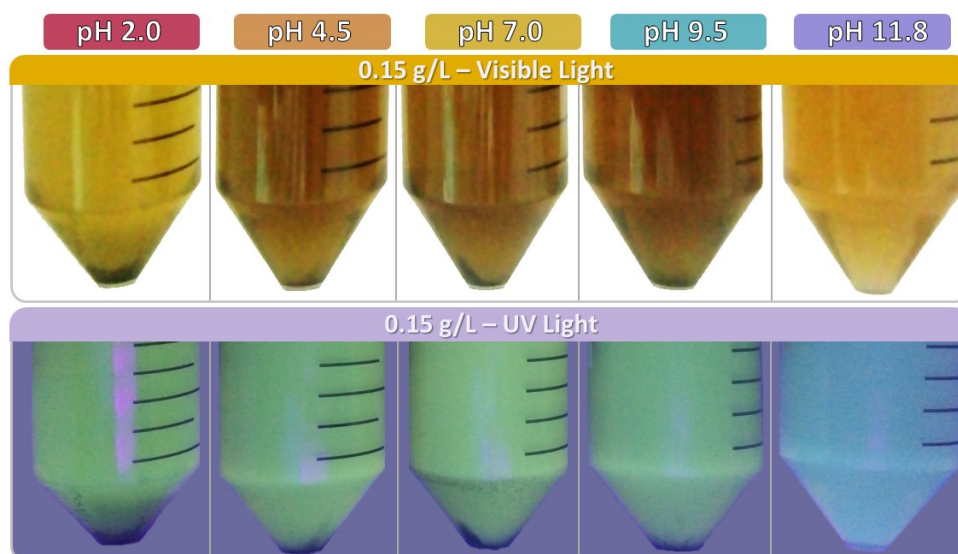 pH 2.0 pH 4.5 pH 7.0 pH 9.5 pH 11.8
0.15 g/L – Visible Light
0.15 g/L – UV Light